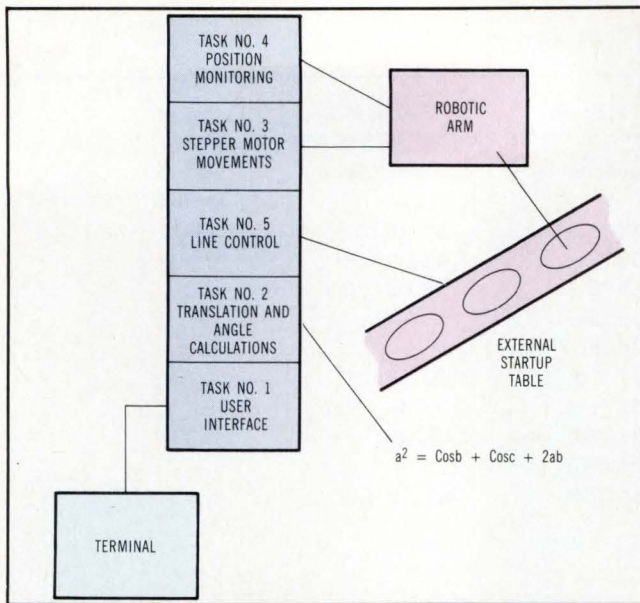 TASK NO. 4
POSITION
MONITORING
TASK NO. 3
STEPPER MOTOR
MOVEMENTS
TASK NO. 5
LINE CONTROL
TASK NO. 2
TRANSLATION AND
ANGLE
CALCULATIONS
TASK NO. 1
USER
INTERFACE
TERMINAL
ROBOTIC
ARM
EXTERNAL
STARTUP
TABLE
a² = Cosb + Cosc + 2ab